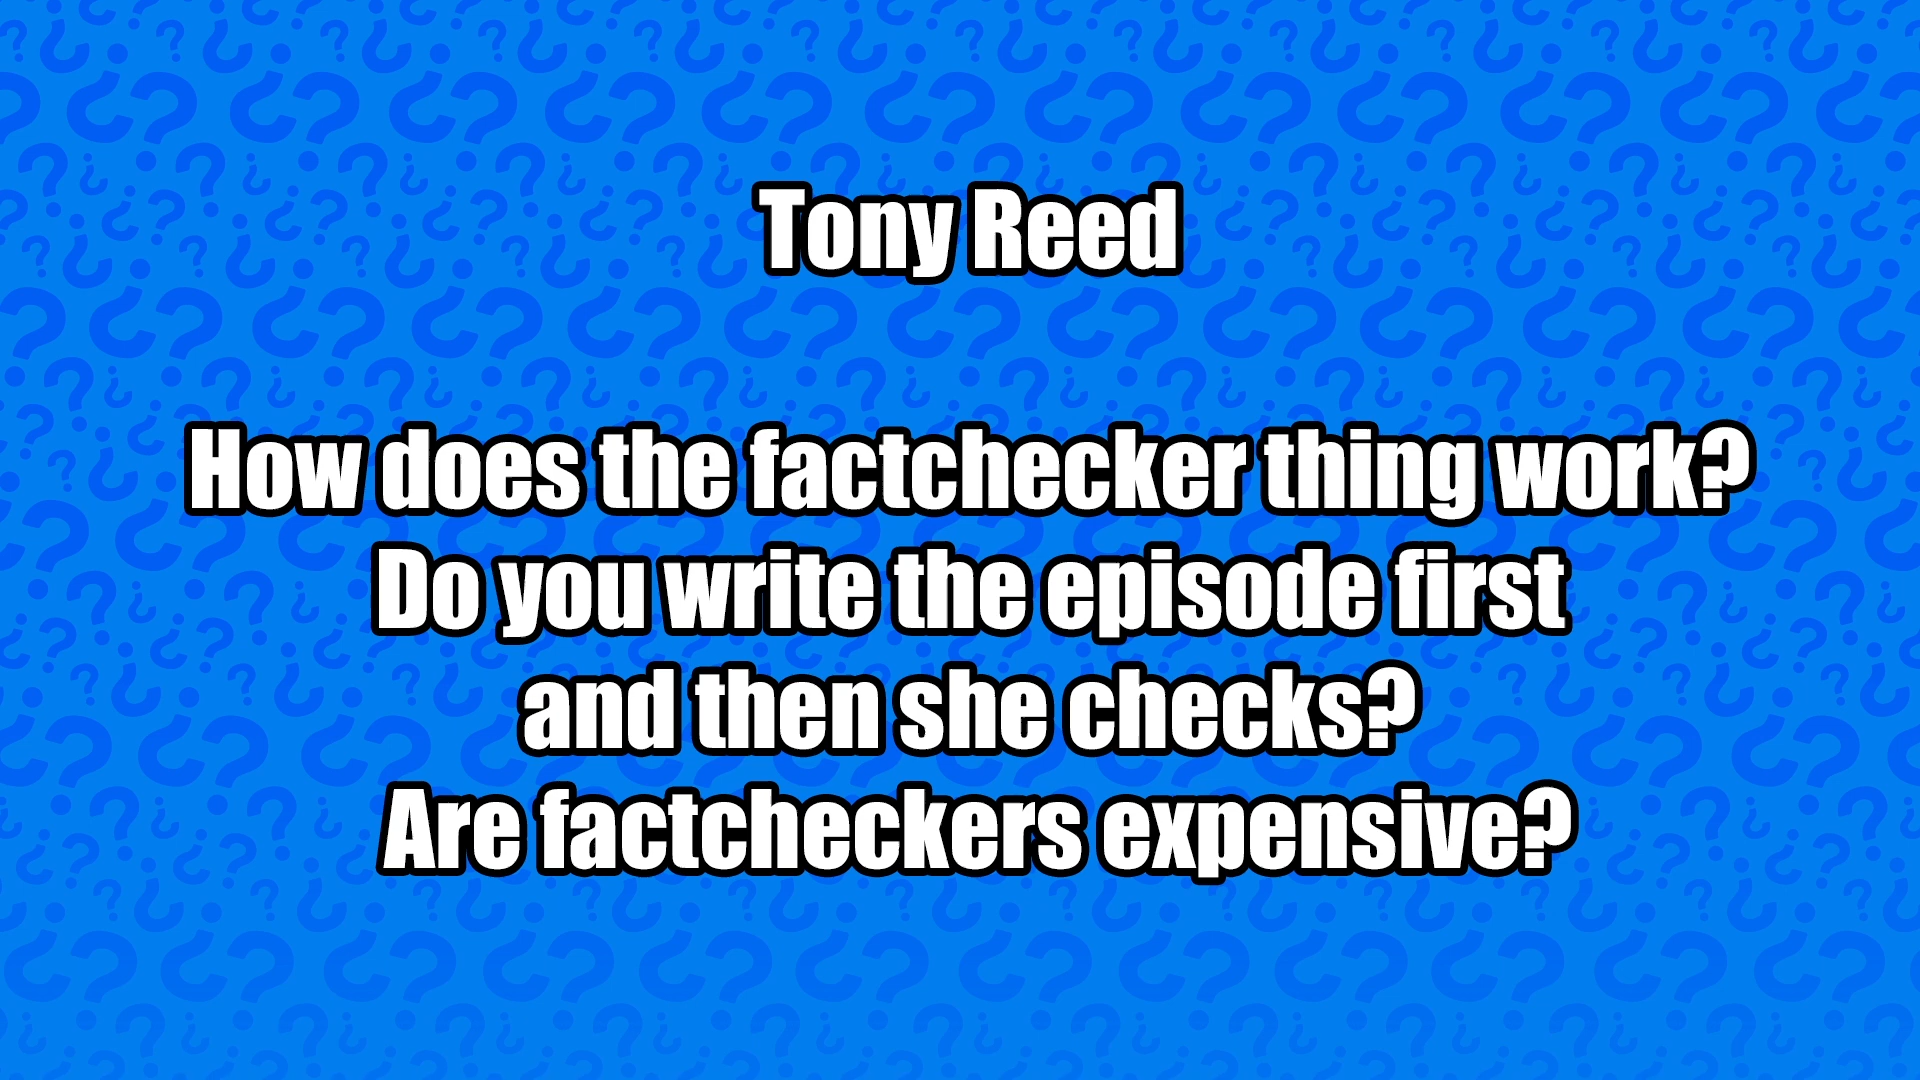 Tony Reed
How does the factchecker thing work?
Do you write the episode first
and then she checks?
Are factcheckers expensive?